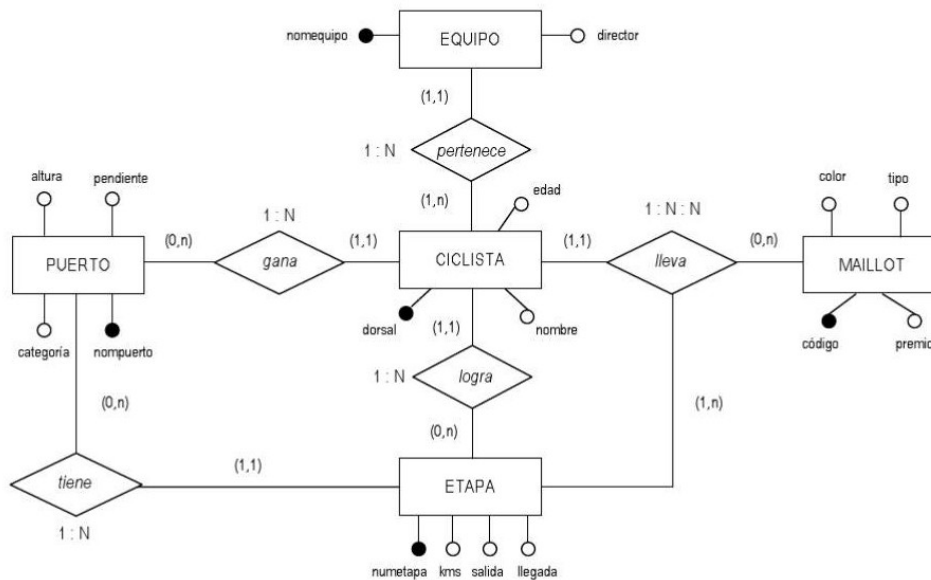 nomequipo
EQUIPO
director
(1,1)
1 : N
pertenece
altura
pendiente
edad
color
tipo
(1,n)
1 : N
1 : N : N
(0,n)
(1,1)
(1,1)
(0,n)
PUERTO
gana
CICLISTA
lleva
MAILLOT
categoría
nompuerto
dorsal
(1,1)
nombre
código
premio
1 : N
logra
(0,n)
(1,n)
(0,n)
(1,1)
tiene
ETAPA
1 : N
numetapa
kms
salida
llegada